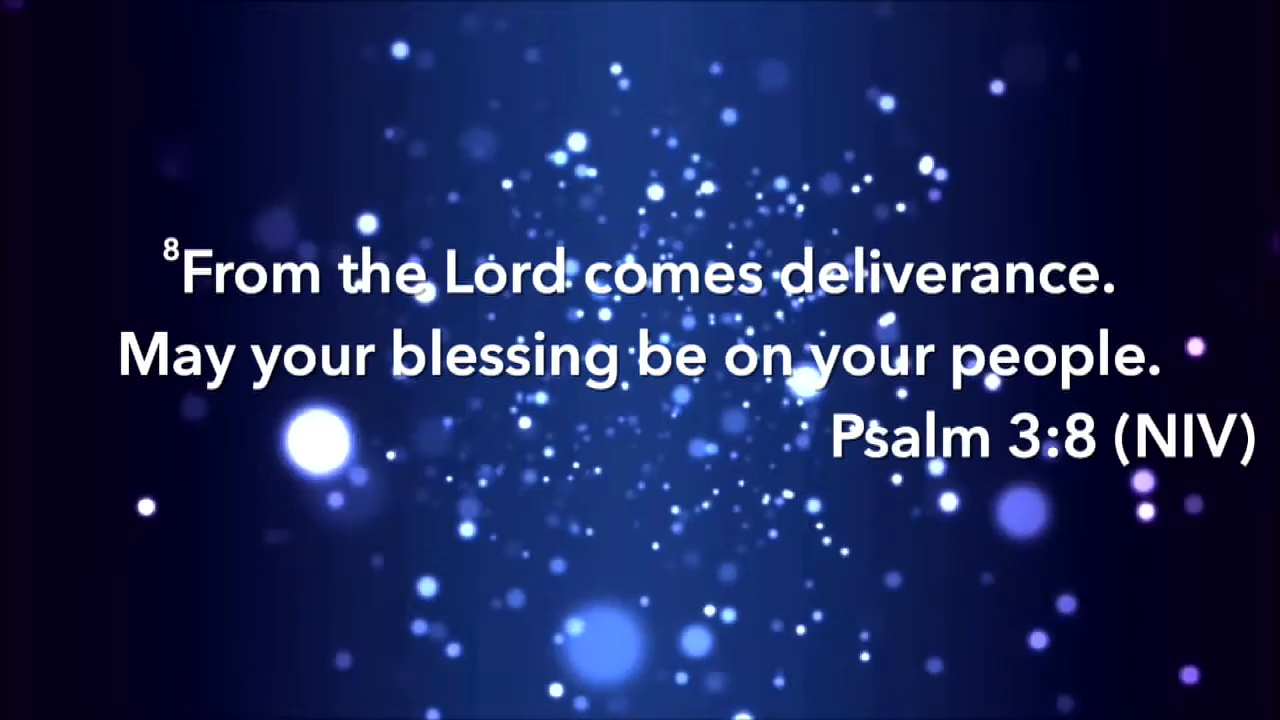 ⁸From the Lord comes deliverance.
May your blessing be on your people.
Psalm 3:8 (NIV)